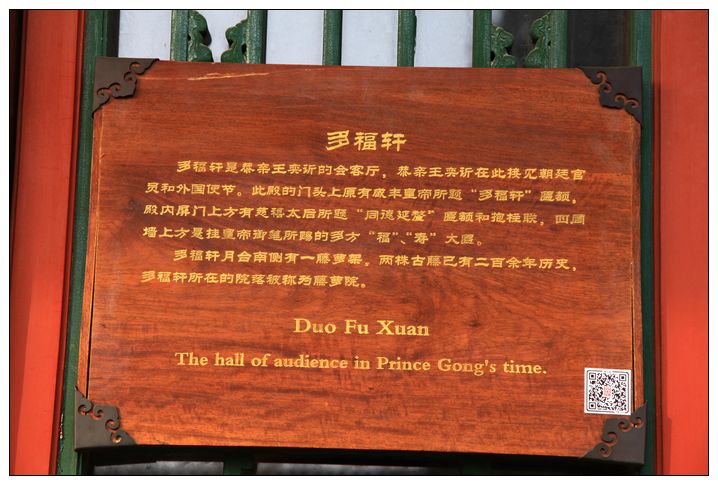 多福轩
多福轩是恭亲王奕䜣的会客厅，恭亲王奕䜣在此接见朝廷官
员和外国使节。此殿的门头上原有咸丰皇帝所题“多福轩”匾额，
殿内屏门上方有慈禧太后所题“同德延釐”匾额和抱柱联，四周
墙上方是往皇帝御笔所赐的多方“福”、“寿”大匾。
多福轩月台南侧有一藤萝架，两株古藤已有二百余年历史，
多福轩所在的院落被称为藤萝院。
Duo Fu Xuan
The hall of audience in Prince Gong's time.